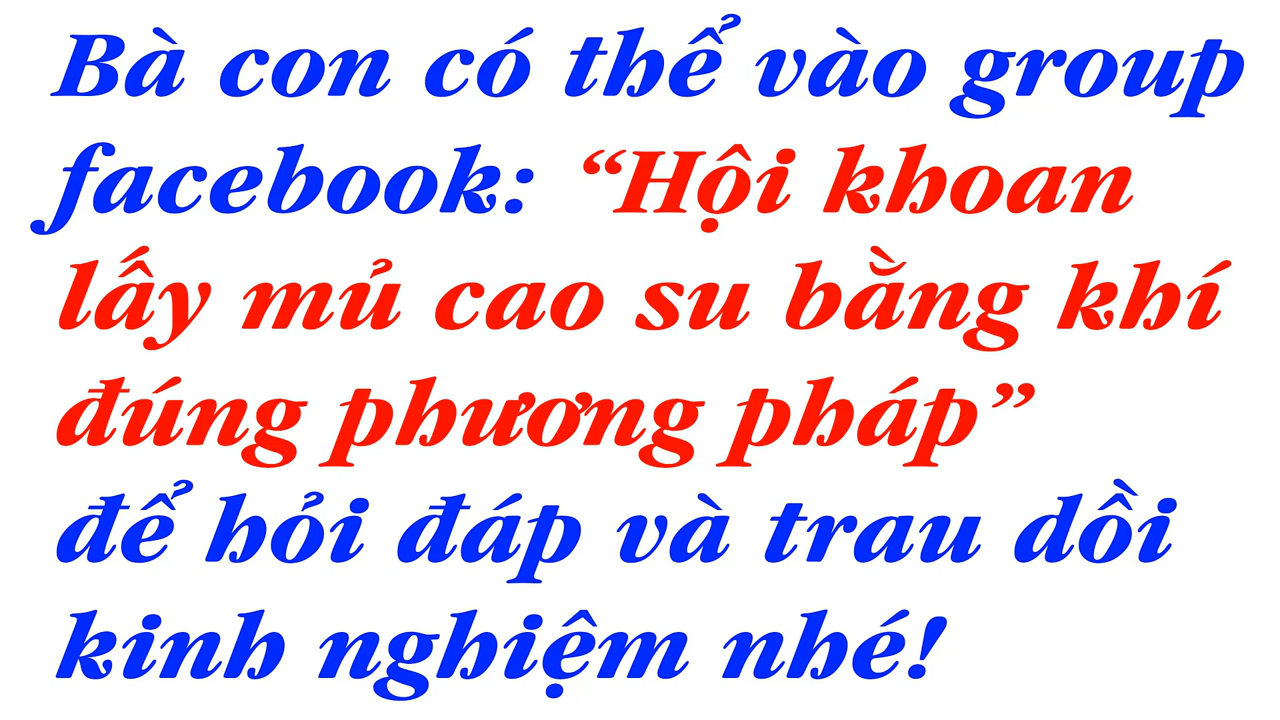 Bà con có thể vào group
facebook: “Hội khoan
lấy mủ cao su bằng khí
đúng phương pháp”
để hỏi đáp và trau dồi
kinh nghiệm nhé!